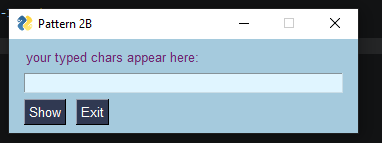 Pattern 2B
your typed chars appear here:
Show Exit